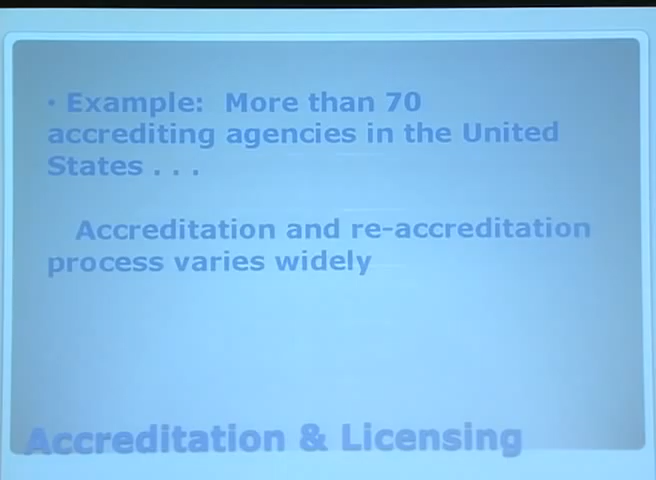 • Example: More than 70
accrediting agencies in the United
States . . .
Accreditation and re-accreditation
process varies widely
Accreditation & Licensing